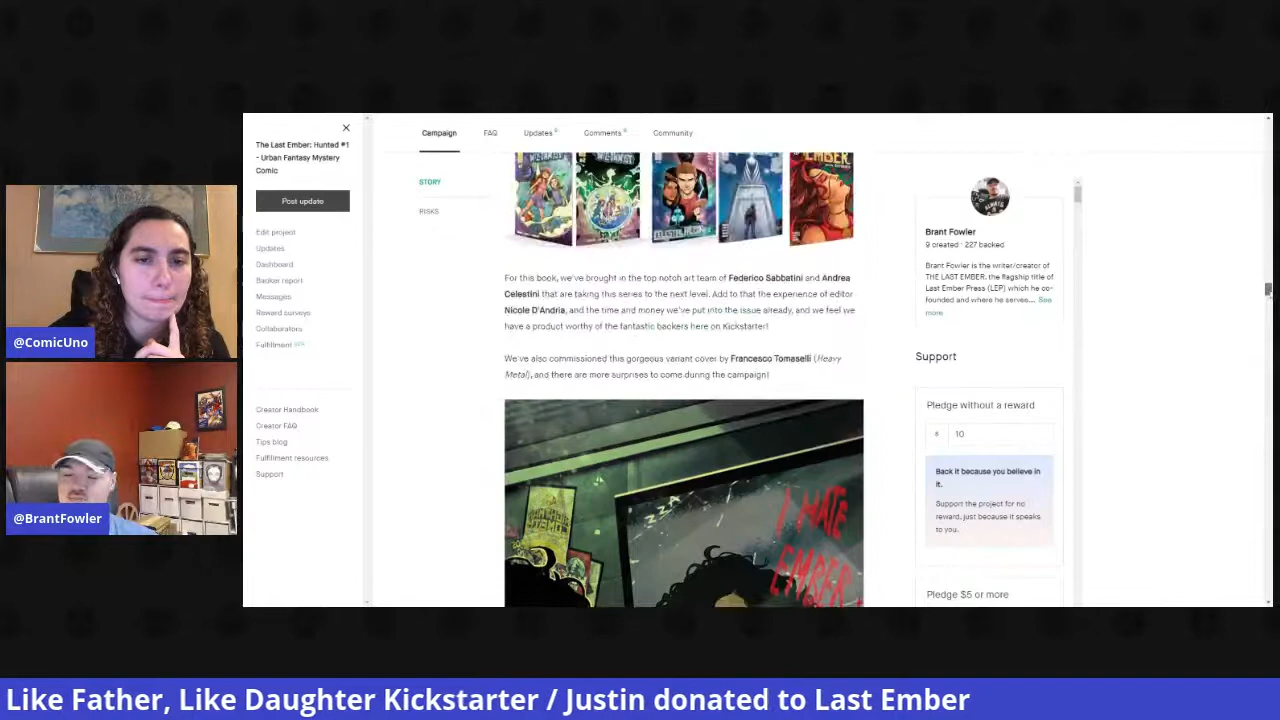 The Last Ember: Hunted #1
- Urban Fantasy Mystery
Comic
Post update
Edit project
Updates
Dashboard
Backer report
Messages
Reward surveys
Collaborators
Fulfillment
Creator Handbook
Creator FAQ
Tips blog
Fulfillment resources
Support
Campaign
FAQ
Updates
Comments
Community
STORY
RISKS
EMBER
For this book, we've brought in the top notch art team of Federico Sabbatini and Andrea
Celestini that are taking this series to the next level. Add to that the experience of editor
Nicole D'Andria, and the time and money we've put into the issue already, and we feel we
have a product worthy of the fantastic backers here on Kickstarter!
We've also commissioned this gorgeous variant cover by Francesco Tomaselli (Heavy
Metal), and there are more surprises to come during the campaign!
zzz
I HATE
EMBER
Brant Fowler
9 created · 227 backed
Brant Fowler is the writer/creator of
THE LAST EMBER, the flagship title of
Last Ember Press (LEP) which he co-
founded and where he serves... See
more
Support
Pledge without a reward
$ 10
Back it because you believe in
it.
Support the project for no
reward, just because it speaks
to you.
Pledge $5 or more
@ComicUno
@BrantFowler
Like Father, Like Daughter Kickstarter / Justin donated to Last Ember